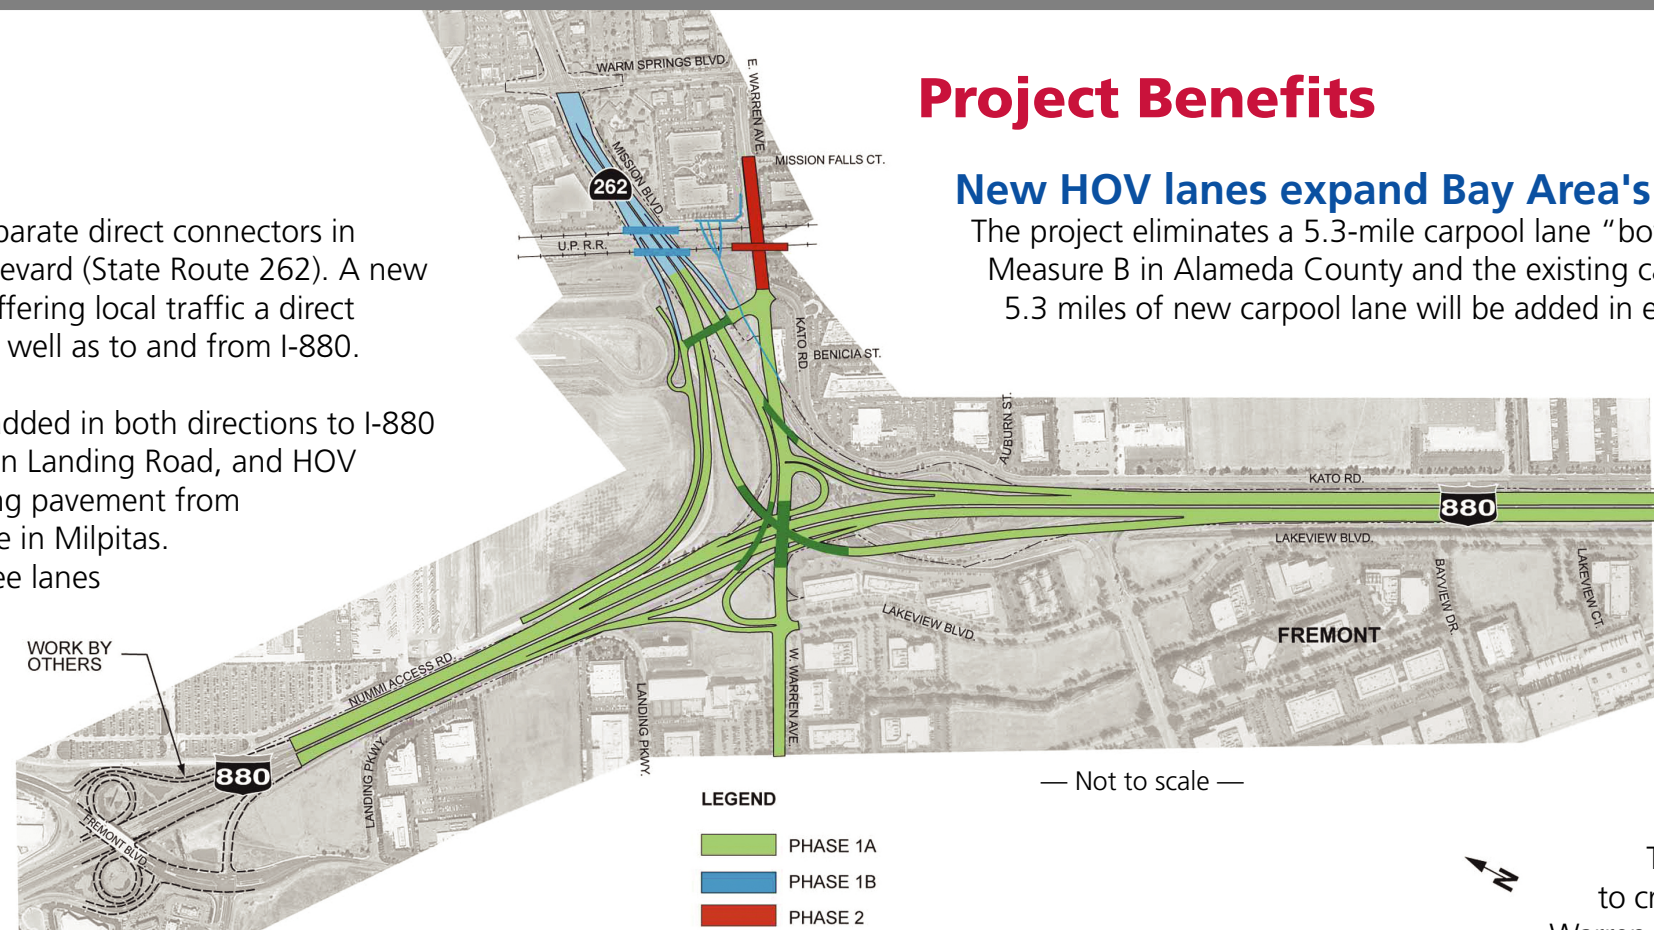 parate direct connectors in
evard (State Route 262). A new
ffering local traffic a direct
well as to and from I-880.
added in both directions to I-880
n Landing Road, and HOV
ng pavement from
e in Milpitas.
ee lanes
Project Benefits
New HOV lanes expand Bay Area's
The project eliminates a 5.3-mile carpool lane “bo
Measure B in Alameda County and the existing ca
5.3 miles of new carpool lane will be added in e
WARM SPRINGS BLVD.
E. WARREN AVE.
MISSION FALLS CT.
MISSION BLVD.
262
U.P. R.R.
KATO RD.
BENICIA ST.
AUBURN ST.
KATO RD.
880
LAKEVIEW BLVD.
BAYVIEW DR.
LAKEVIEW CT.
LAKEVIEW BLVD.
FREMONT
WORK BY
OTHERS
NUMMI ACCESS RD.
LANDING PKWY.
W. WARREN AVE.
880
LANDING PKWY.
FREMONT BLVD.
— Not to scale —
LEGEND
PHASE 1A
PHASE 1B
PHASE 2
N
T
to cr
Warren